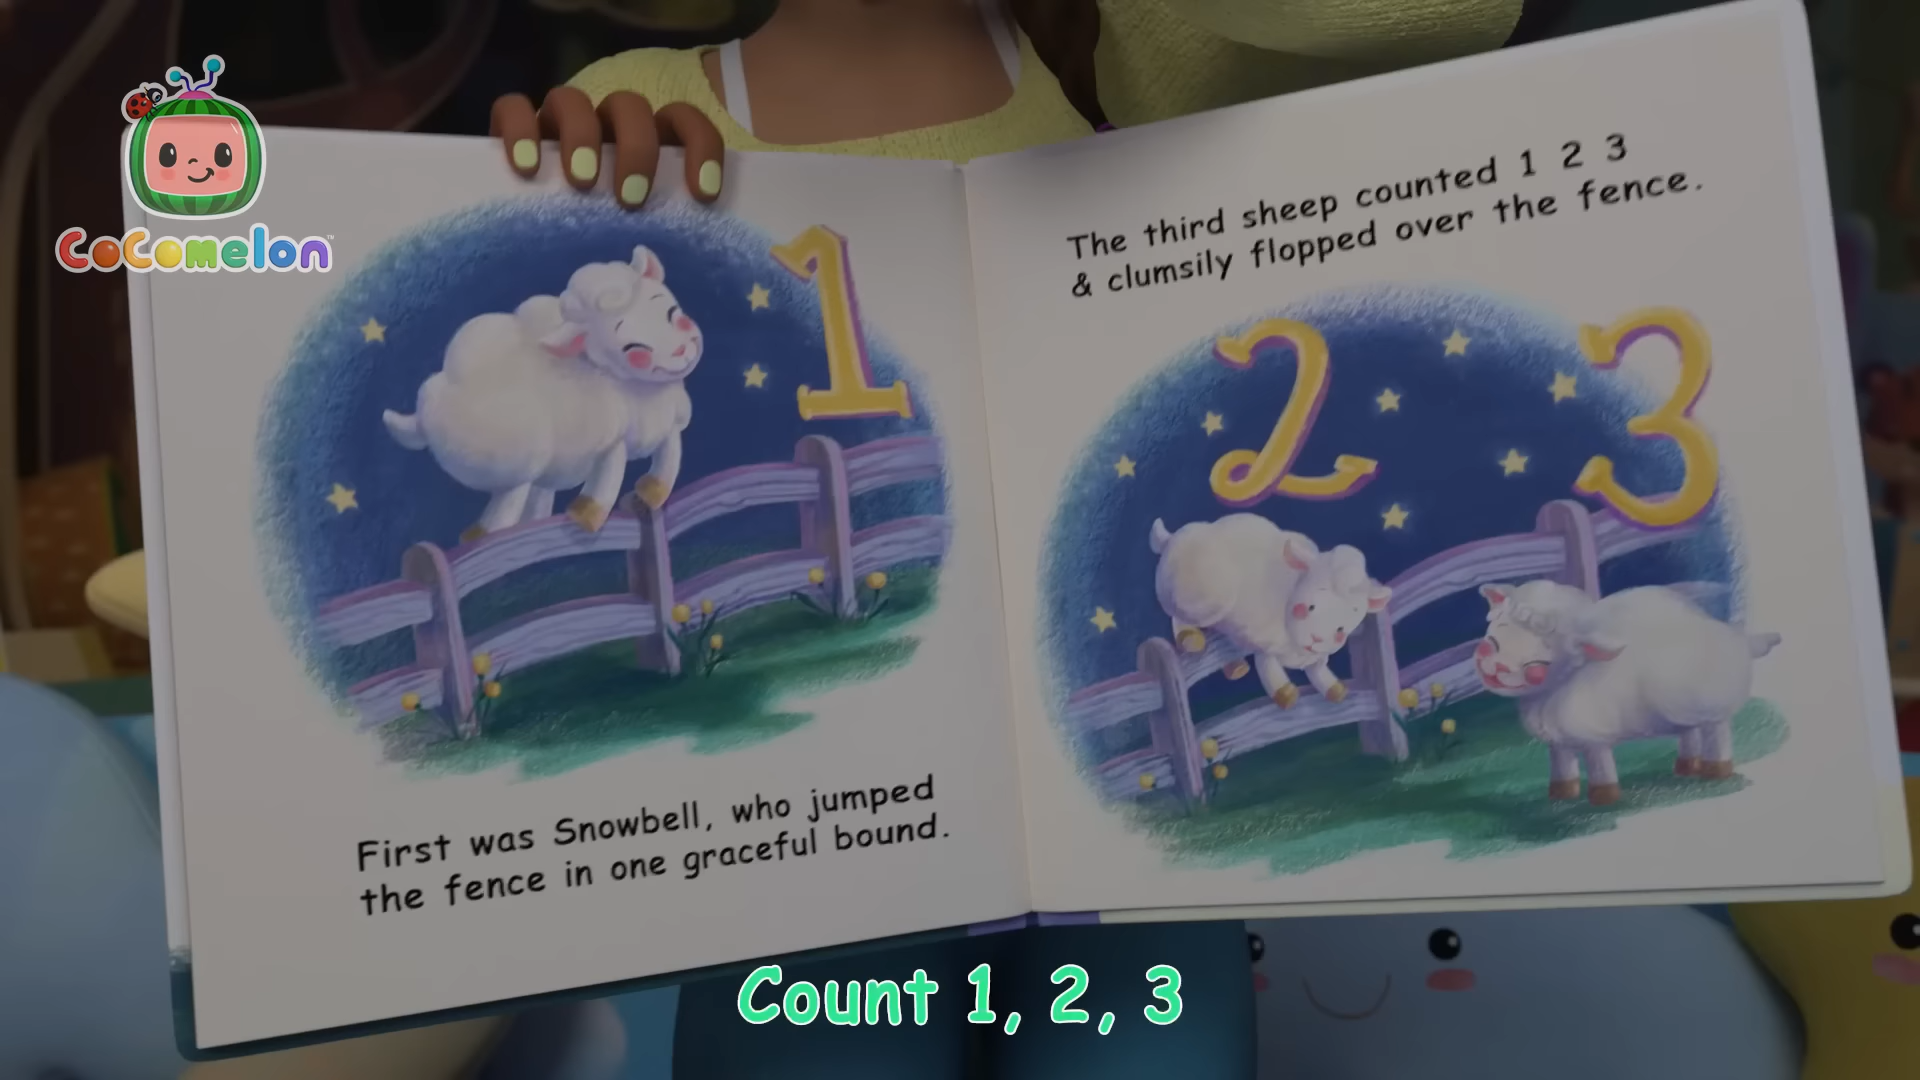 CoCoMelon™
1
First was Snowbell, who jumped
the fence in one graceful bound.
The third sheep counted 1 2 3
& clumsily flopped over the fence.
2 3
Count 1, 2, 3